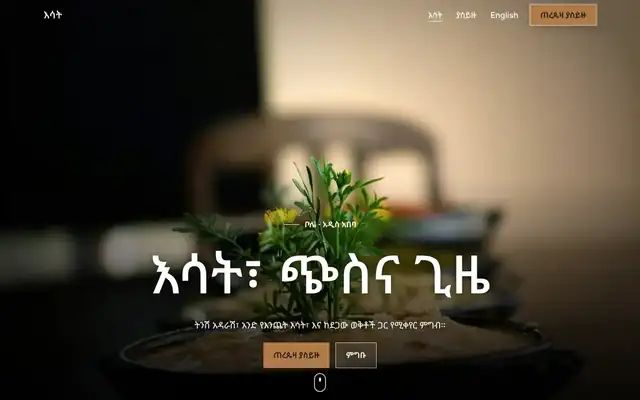 እሳት
እሳት ያስይዙ English ጠረጴዛ ያስይዙ
ቦሌ · አዲስ አበባ
እሳት፣ ጭስና ጊዜ
ትንሽ አዳራሽ፣ አንድ የእንጨት እሳት፣ እና ከደጋው ወቅቶች ጋር የሚቀየር ምግብ።
ጠረጴዛ ያስይዙ ምግቡ